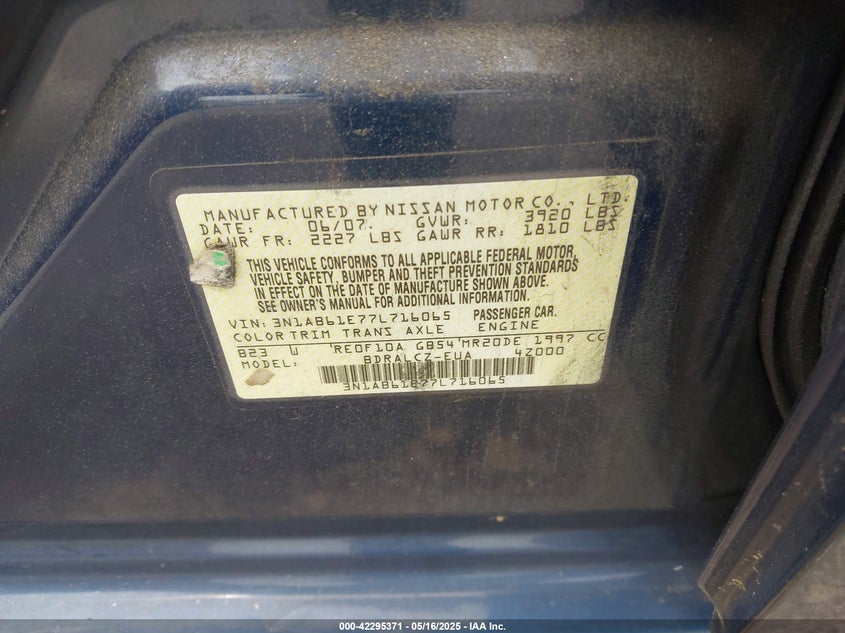 MANUFACTURED BY NISSAN MOTOR CO., LTD.
DATE: 06/07. GVWR: 3920 LBS
GAWR FR: 2227 LBS GAWR RR: 1810 LBS
THIS VEHICLE CONFORMS TO ALL APPLICABLE FEDERAL MOTOR
VEHICLE SAFETY, BUMPER AND THEFT PREVENTION STANDARDS
IN EFFECT ON THE DATE OF MANUFACTURE SHOWN ABOVE.
SEE OWNER'S MANUAL FOR ADDITIONAL INFORMATION.
VIN: 3N1AB61E77L716065 PASSENGER CAR.
COLOR TRIM TRANS AXLE ENGINE
B23 W RE0F10A GB54 MR20DE 1997 CC
MODEL: BDRALCZ-EUA 4Z000
3N1AB61E77L716065
000-42295371 | 05/16/2025 | IAA Inc.